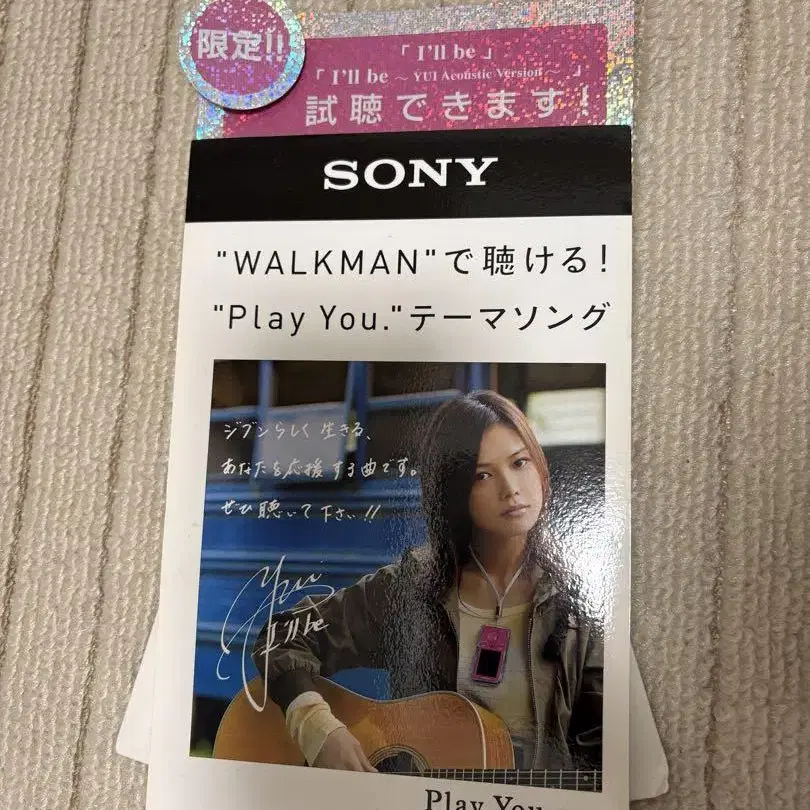 限定!!
「I'll be」
「I'll be ～ YUI Acoustic Version ～」
試聴できます!
SONY
"WALKMAN"で聴ける!
"Play You."テーマソング
ジブンらしく生きる、
あなたを応援する曲です。
ぜひ聴いて下さい!!
Yui
I'll be
Play You